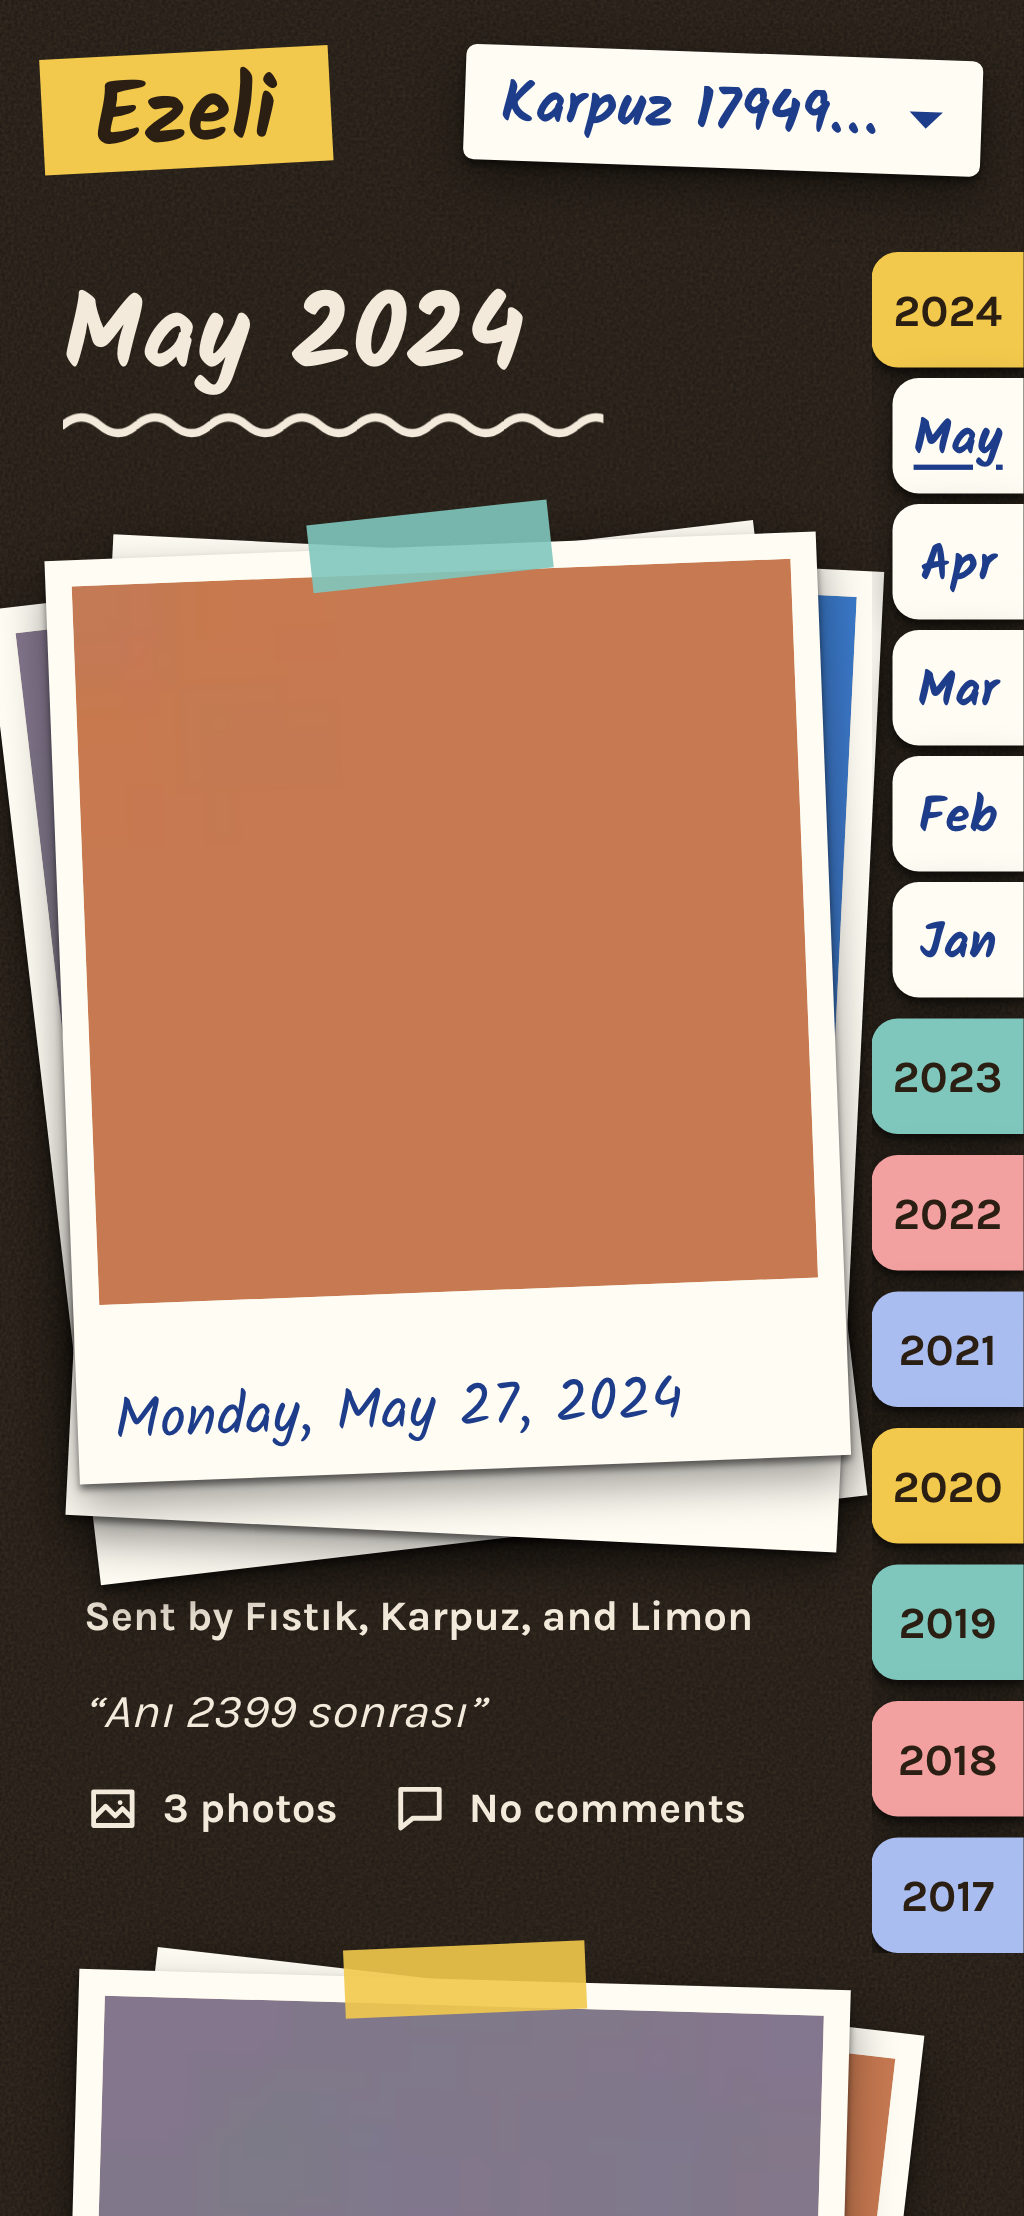 Ezeli
Karpuz 17949...
May 2024
2024
May
Apr
Mar
Feb
Jan
2023
2022
2021
2020
2019
2018
2017
Monday, May 27, 2024
Sent by Fıstık, Karpuz, and Limon
“Anı 2399 sonrası”
3 photos
No comments